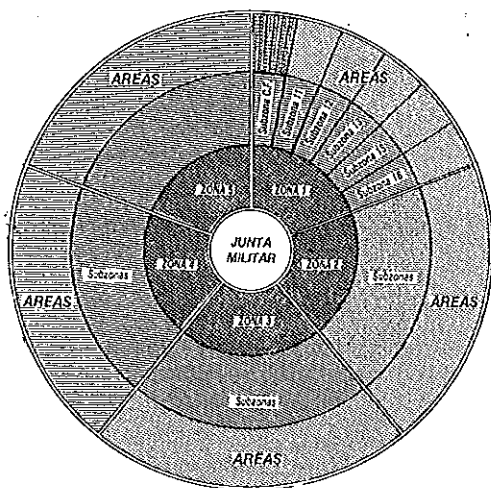 AREAS
AREAS
Subzona C.F.
Subzona 11
Subzona 12
Subzona 13
Subzona 15
Subzona 16
ZONA 5
ZONA 1
JUNTA
MILITAR
ZONA 4
ZONA 2
Subzonas
Subzonas
AREAS
AREAS
ZONA 3
Subzonas
AREAS